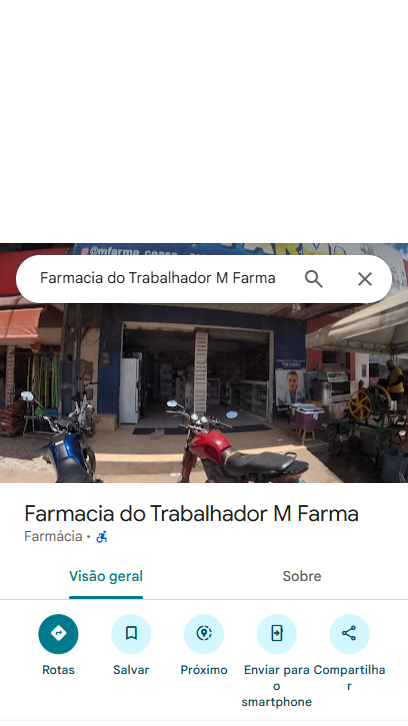 @mfarma
Farmacia do Trabalhador M Farma
Farmacia do Trabalhador M Farma
Farmácia ·
Visão geral
Sobre
Rotas
Salvar
Próximo
Enviar para
o
smartphone
Compartilha
r